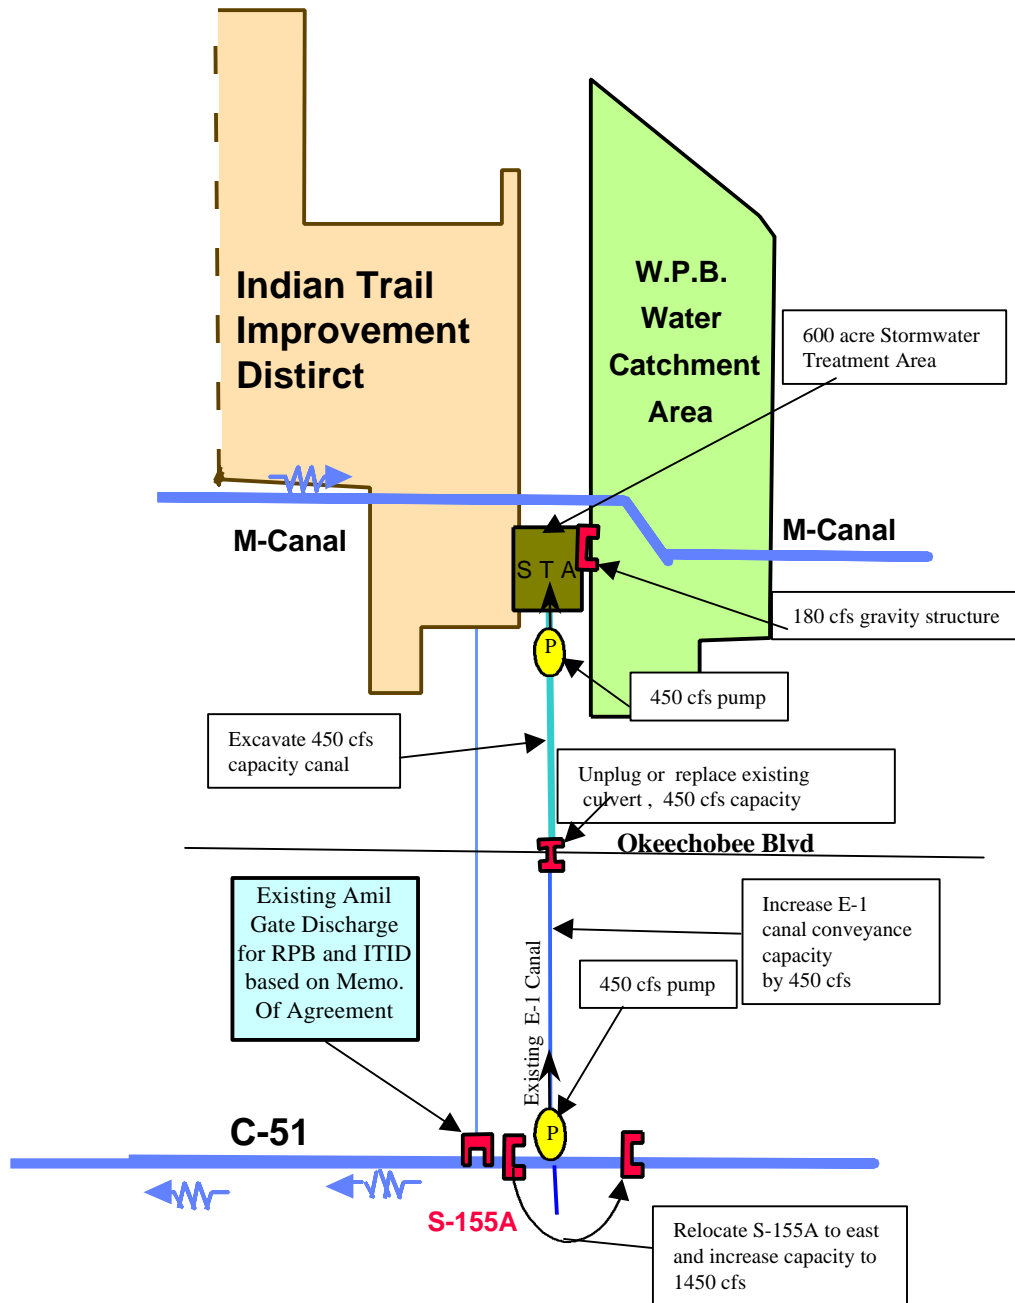 Indian Trail
Improvement
Distirct
W.P.B.
Water
Catchment
Area
600 acre Stormwater
Treatment Area
M-Canal
M-Canal
S T A
180 cfs gravity structure
P
450 cfs pump
Excavate 450 cfs
capacity canal
Unplug or replace existing
culvert , 450 cfs capacity
Okeechobee Blvd
Existing Amil
Gate Discharge
for RPB and ITID
based on Memo.
Of Agreement
Increase E-1
canal conveyance
capacity
by 450 cfs
450 cfs pump
Existing E-1 Canal
C-51
P
S-155A
Relocate S-155A to east
and increase capacity to
1450 cfs